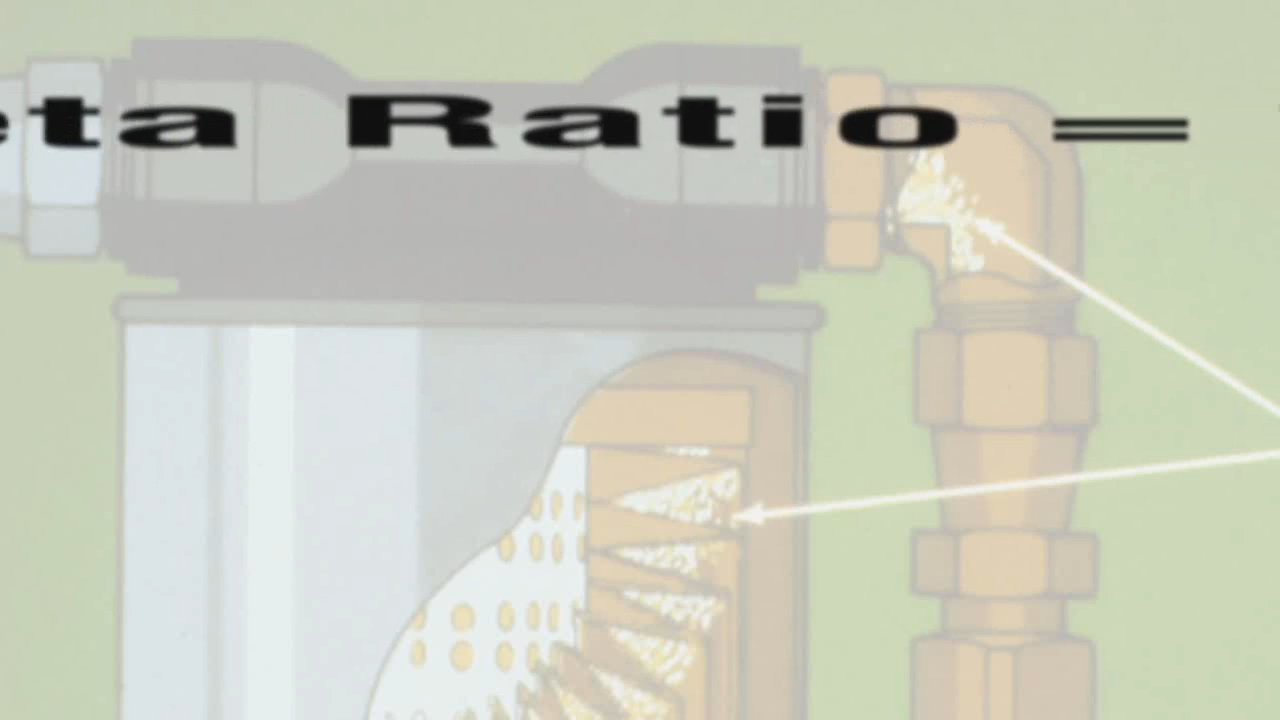 eta Ratio =